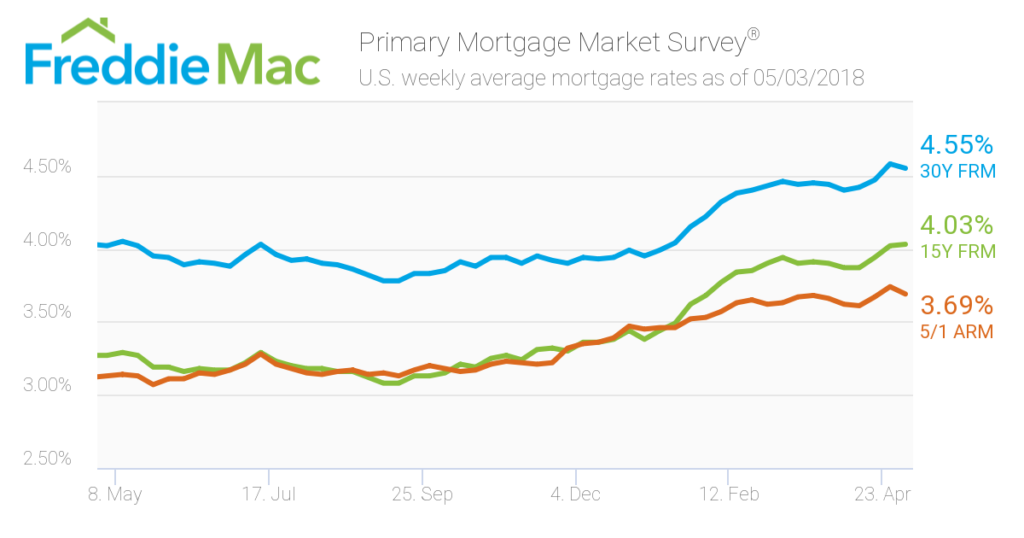 Freddie Mac
Primary Mortgage Market Survey®
U.S. weekly average mortgage rates as of 05/03/2018
4.55%
30Y FRM
4.03%
15Y FRM
3.69%
5/1 ARM
4.50%
4.00%
3.50%
3.00%
2.50%
8. May 17. Jul 25. Sep 4. Dec 12. Feb 23. Apr